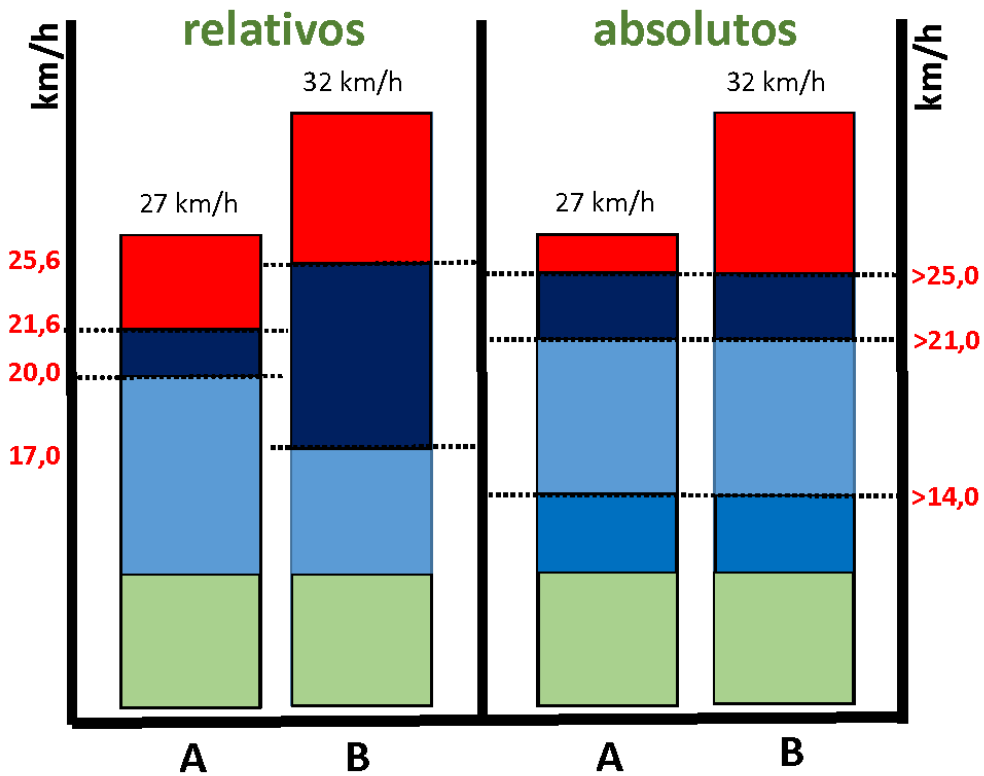 relativos
absolutos
km/h
km/h
32 km/h
32 km/h
27 km/h
27 km/h
25,6
21,6
20,0
17,0
>25,0
>21,0
>14,0
A
B
A
B